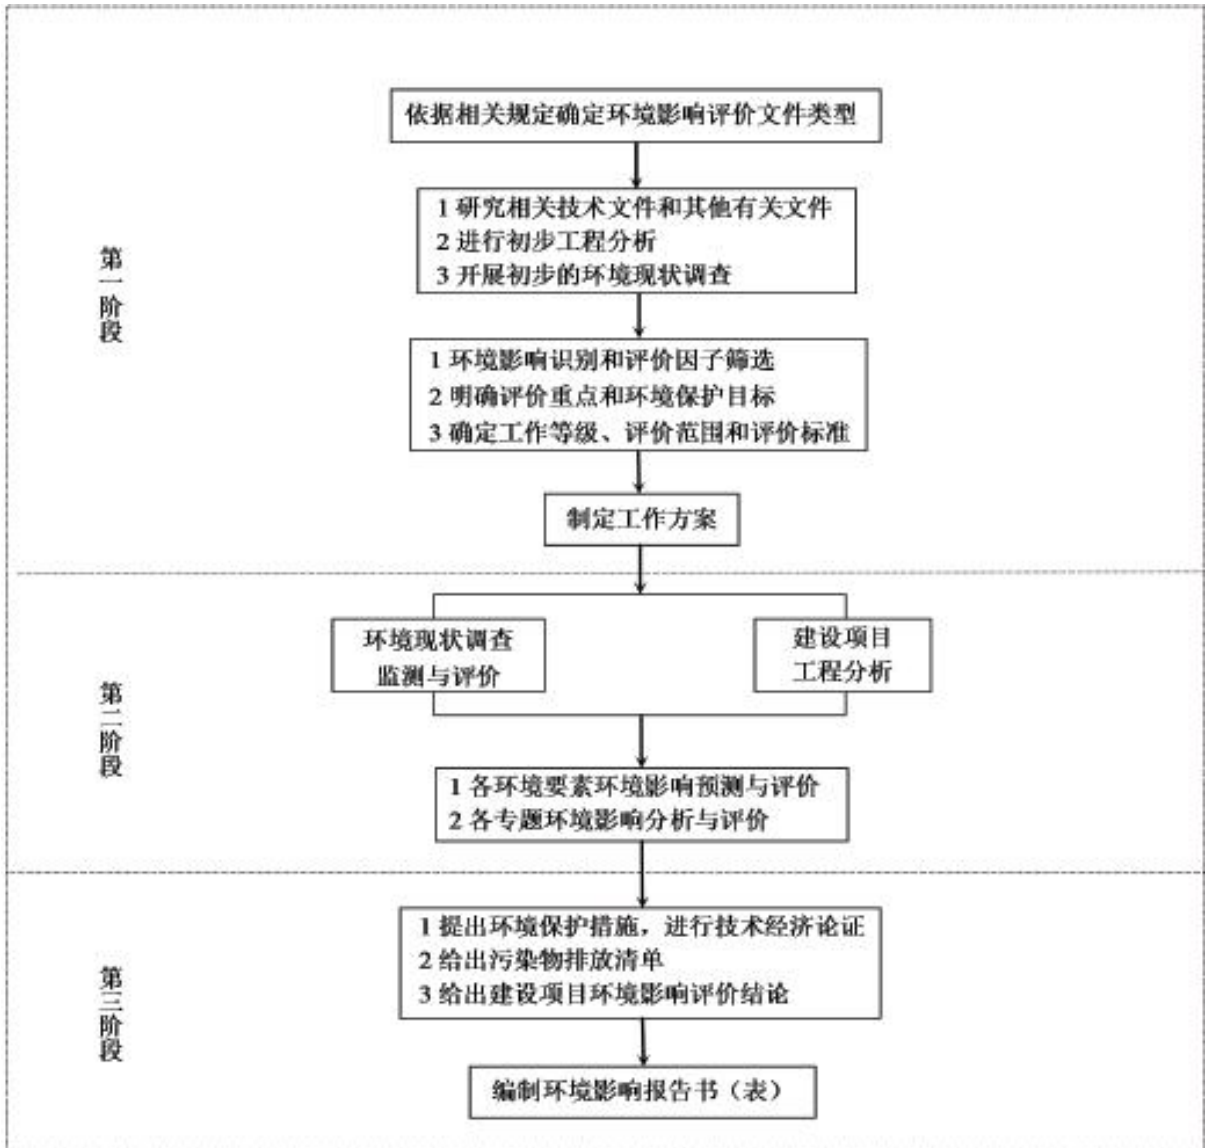 依据相关规定确定环境影响评价文件类型
1 研究相关技术文件和其他有关文件
2 进行初步工程分析
3 开展初步的环境现状调查
第一阶段
1 环境影响识别和评价因子筛选
2 明确评价重点和环境保护目标
3 确定工作等级、评价范围和评价标准
制定工作方案
环境现状调查
监测与评价
建设项目
工程分析
第二阶段
1 各环境要素环境影响预测与评价
2 各专题环境影响分析与评价
1 提出环境保护措施，进行技术经济论证
2 给出污染物排放清单
3 给出建设项目环境影响评价结论
第三阶段
编制环境影响报告书（表）